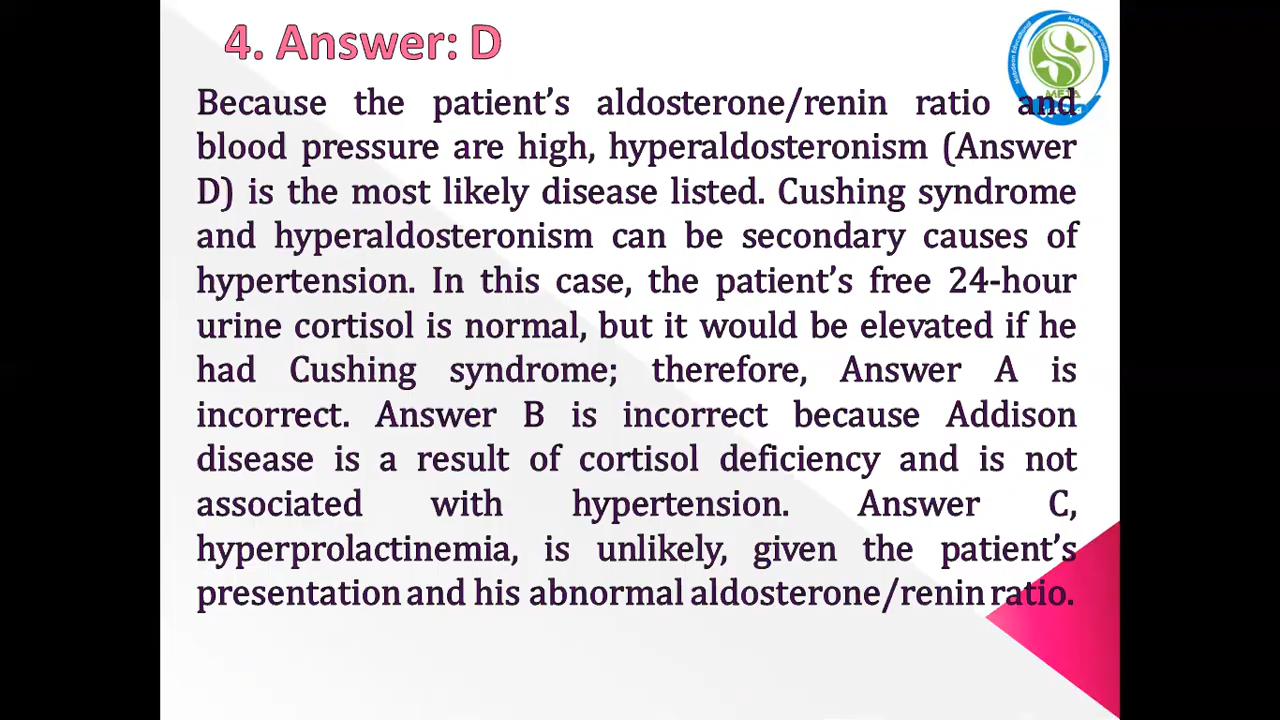 4. Answer: D
Because the patient’s aldosterone/renin ratio and
blood pressure are high, hyperaldosteronism (Answer
D) is the most likely disease listed. Cushing syndrome
and hyperaldosteronism can be secondary causes of
hypertension. In this case, the patient’s free 24-hour
urine cortisol is normal, but it would be elevated if he
had Cushing syndrome; therefore, Answer A is
incorrect. Answer B is incorrect because Addison
disease is a result of cortisol deficiency and is not
associated with hypertension. Answer C,
hyperprolactinemia, is unlikely, given the patient’s
presentation and his abnormal aldosterone/renin ratio.
And Training Academy
META